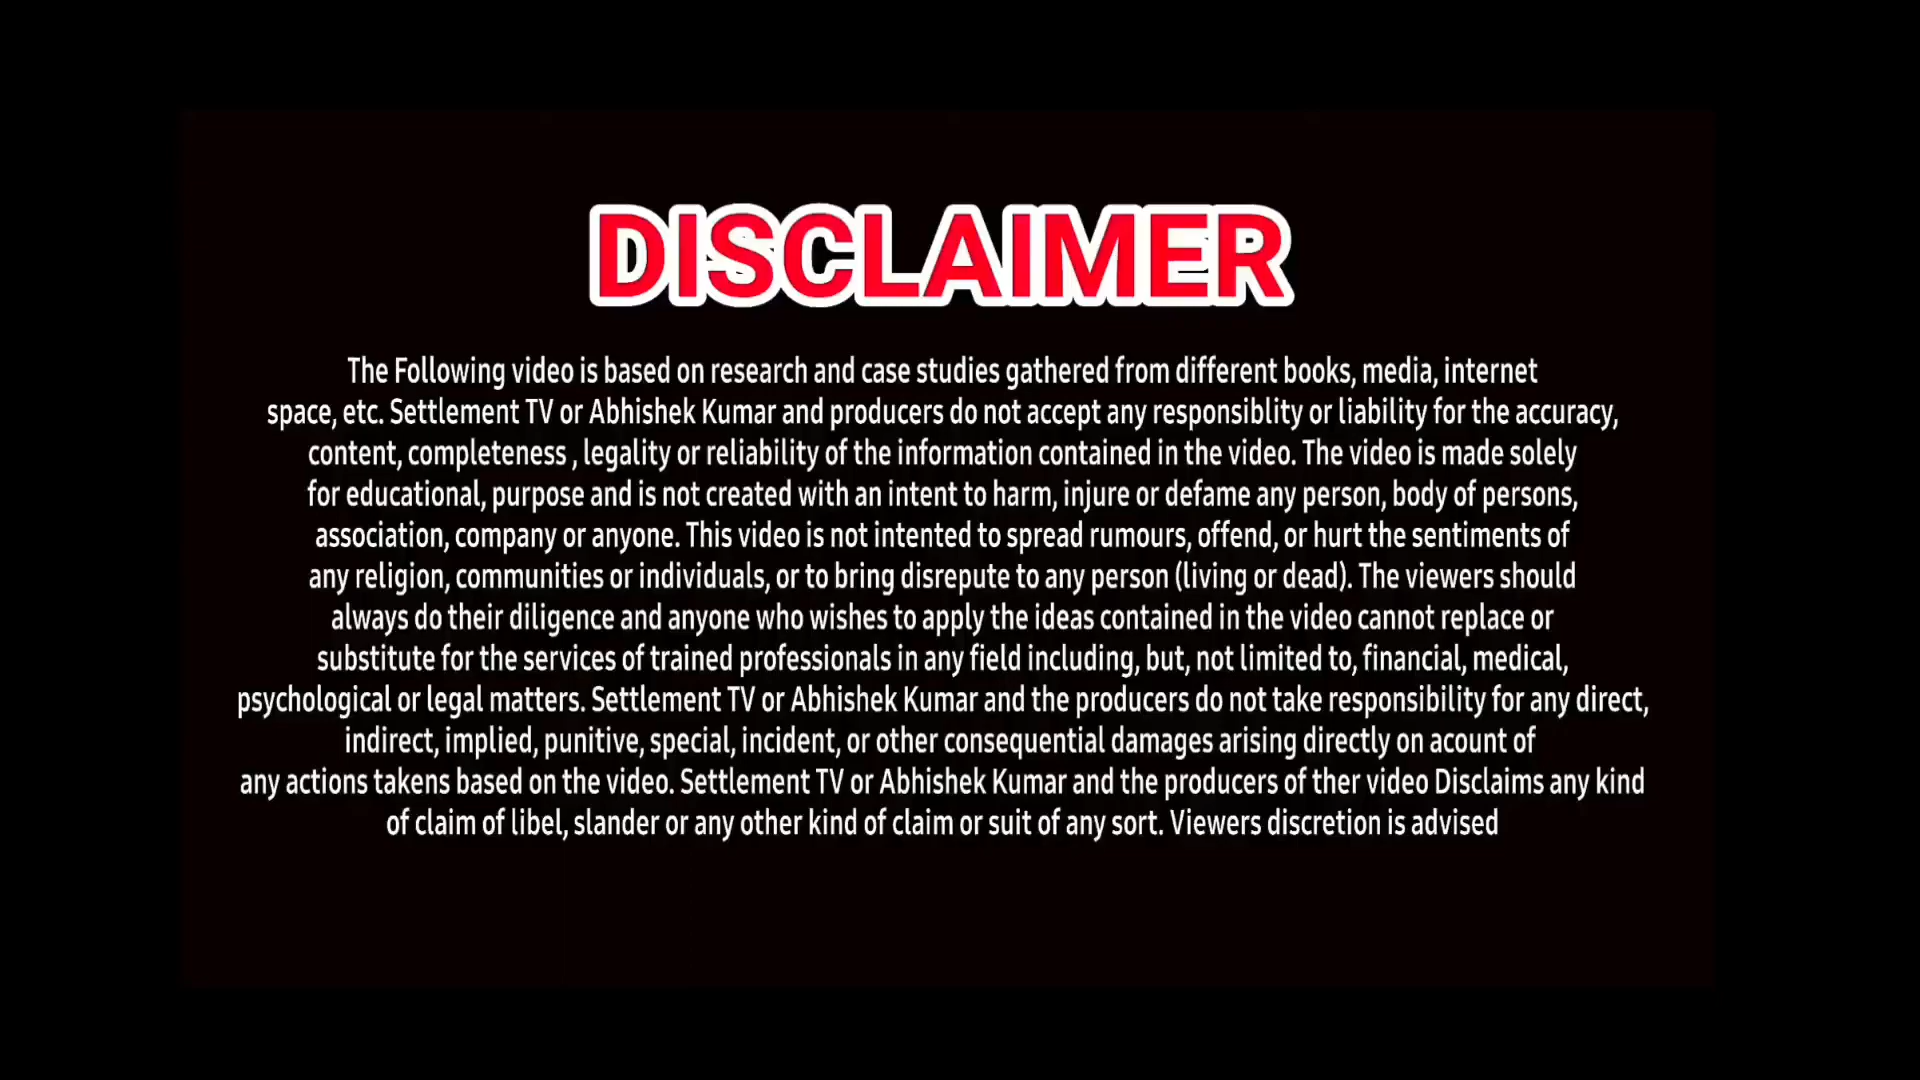 DISCLAIMER
The Following video is based on research and case studies gathered from different books, media, internet
space, etc. Settlement TV or Abhishek Kumar and producers do not accept any responsiblity or liability for the accuracy,
content, completeness , legality or reliability of the information contained in the video. The video is made solely
for educational, purpose and is not created with an intent to harm, injure or defame any person, body of persons,
association, company or anyone. This video is not intented to spread rumours, offend, or hurt the sentiments of
any religion, communities or individuals, or to bring disrepute to any person (living or dead). The viewers should
always do their diligence and anyone who wishes to apply the ideas contained in the video cannot replace or
substitute for the services of trained professionals in any field including, but, not limited to, financial, medical,
psychological or legal matters. Settlement TV or Abhishek Kumar and the producers do not take responsibility for any direct,
indirect, implied, punitive, special, incident, or other consequential damages arising directly on acount of
any actions takens based on the video. Settlement TV or Abhishek Kumar and the producers of ther video Disclaims any kind
of claim of libel, slander or any other kind of claim or suit of any sort. Viewers discretion is advised